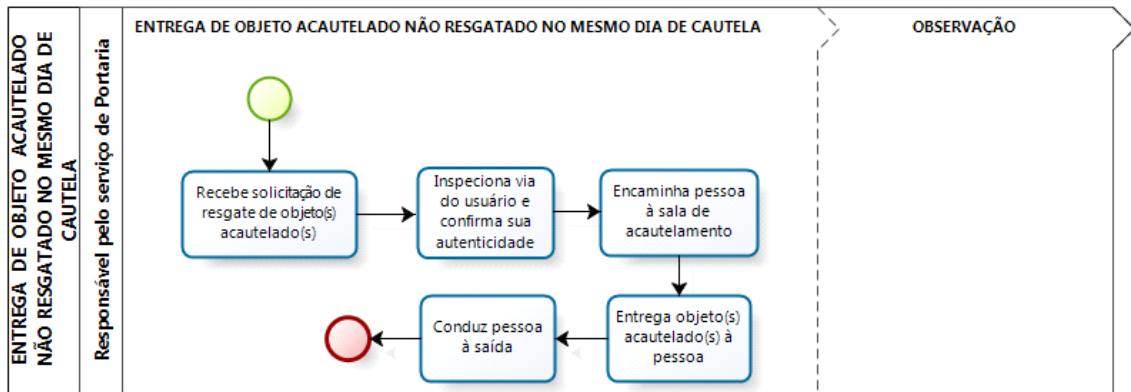 ENTREGA DE OBJETO ACAUTELADO
NÃO RESGATADO NO MESMO DIA DE
CAUTELA
Responsável pelo serviço de Portaria
ENTREGA DE OBJETO ACAUTELADO NÃO RESGATADO NO MESMO DIA DE CAUTELA
OBSERVAÇÃO
Recebe solicitação de
resgate de objeto(s)
acautelado(s)
Inspeciona via
do usuário e
confirma sua
autenticidade
Encaminha pessoa
à sala de
acautelamento
Entrega objeto(s)
acautelado(s) à
pessoa
Conduz pessoa
à saída